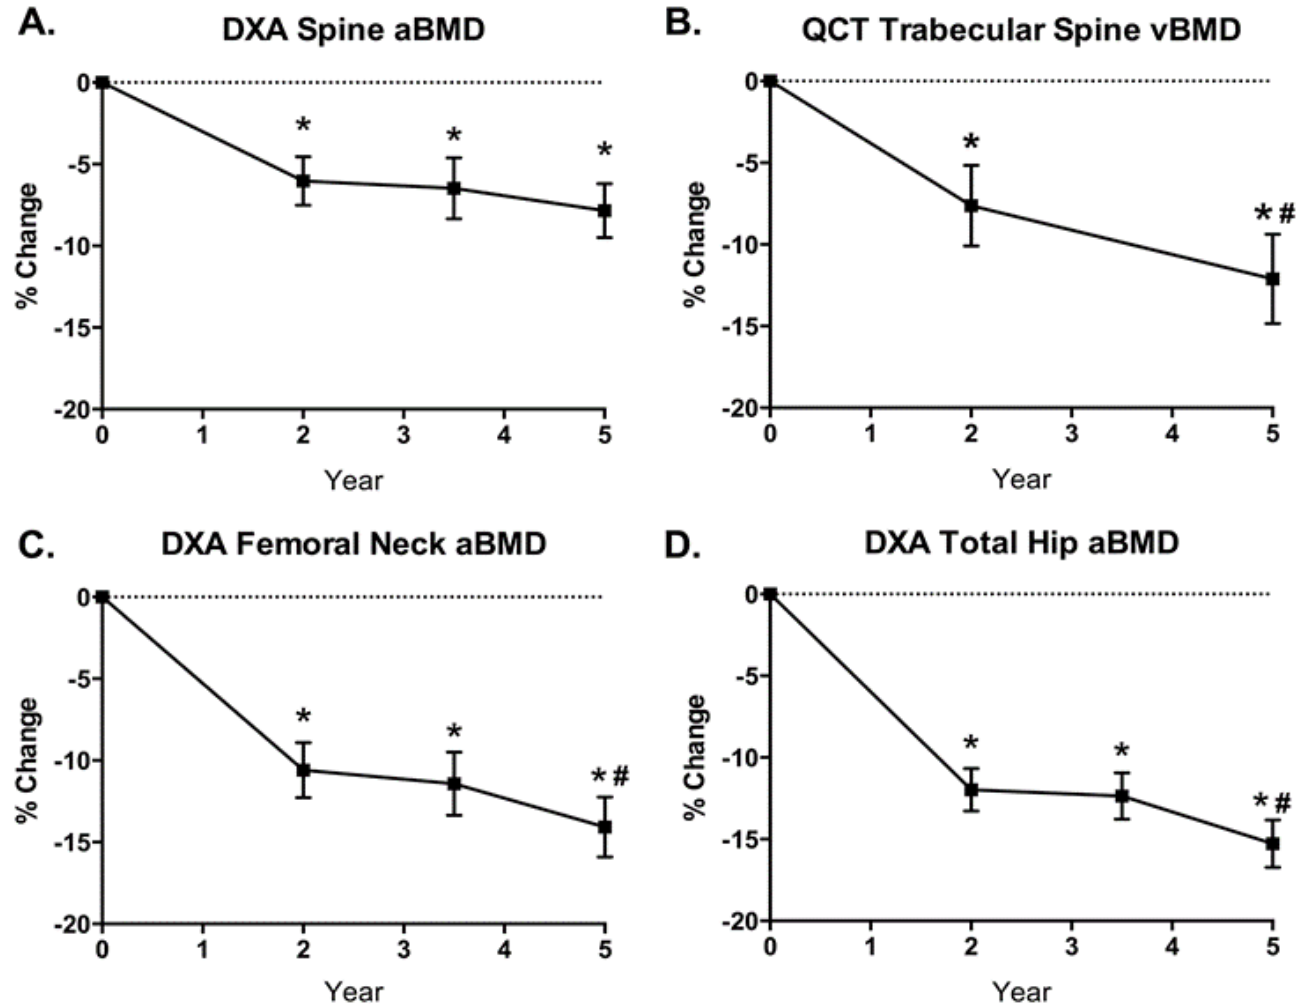 A.
DXA Spine aBMD
% Change
0
*
*
*
-5
-10
-15
-20
0 1 2 3 4 5
Year
B.
QCT Trabecular Spine vBMD
% Change
0
*
-5
*#
-10
-15
-20
0 1 2 3 4 5
Year
C.
DXA Femoral Neck aBMD
% Change
0
-5
*
*
-10
*#
-15
-20
0 1 2 3 4 5
Year
D.
DXA Total Hip aBMD
% Change
0
-5
*
*
-10
*#
-15
-20
0 1 2 3 4 5
Year